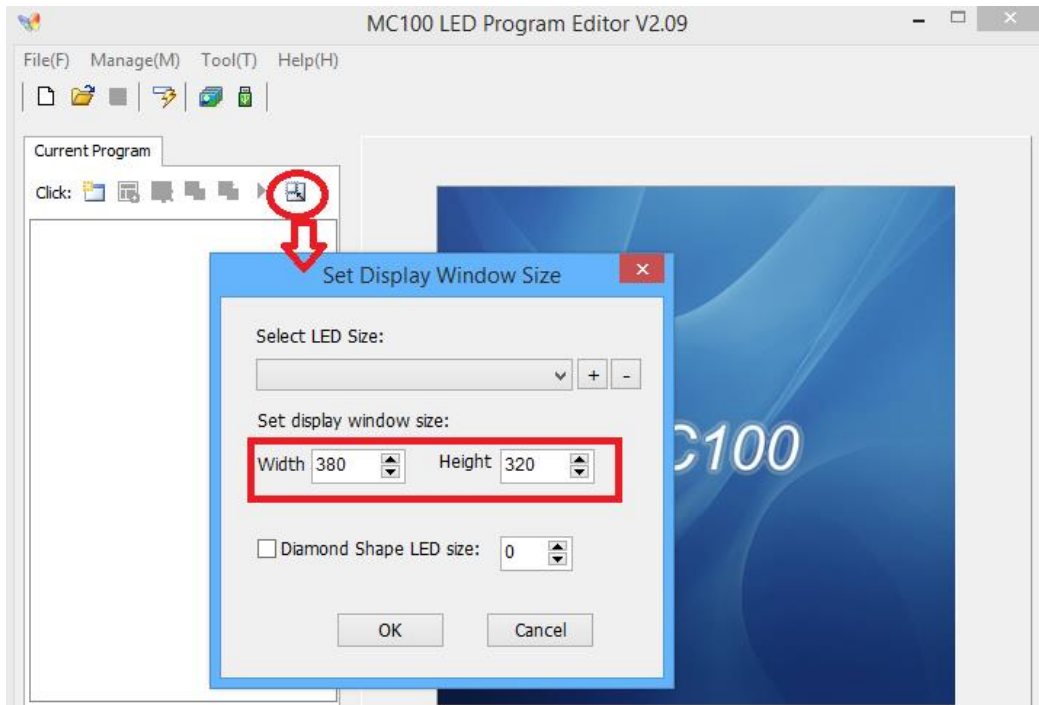 MC100 LED Program Editor V2.09
File(F) Manage(M) Tool(T) Help(H)
Current Program
Click:
Set Display Window Size
Select LED Size:
+ -
Set display window size:
Width 380 Height 320
C100
Diamond Shape LED size: 0
OK Cancel